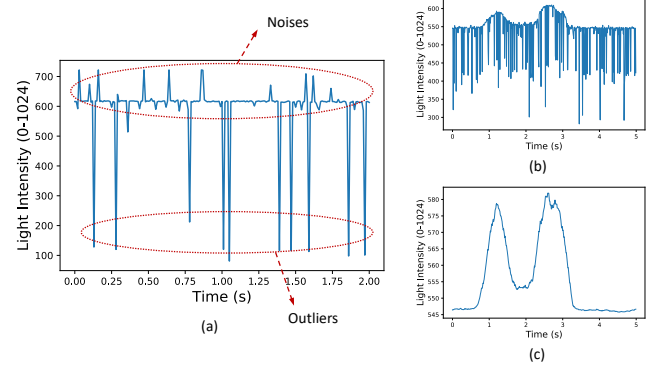 Noises
Light Intensity (0-1024)
700
600
500
400
300
200
100
0.00 0.25 0.50 0.75 1.00 1.25 1.50 1.75 2.00
Time (s)
Outliers
(a)
Light Intensity (0-1024)
600
550
500
450
400
350
300
0 1 2 3 4 5
Time (s)
(b)
Light Intensity (0-1024)
580
575
570
565
560
555
550
545
0 1 2 3 4 5
Time (s)
(c)